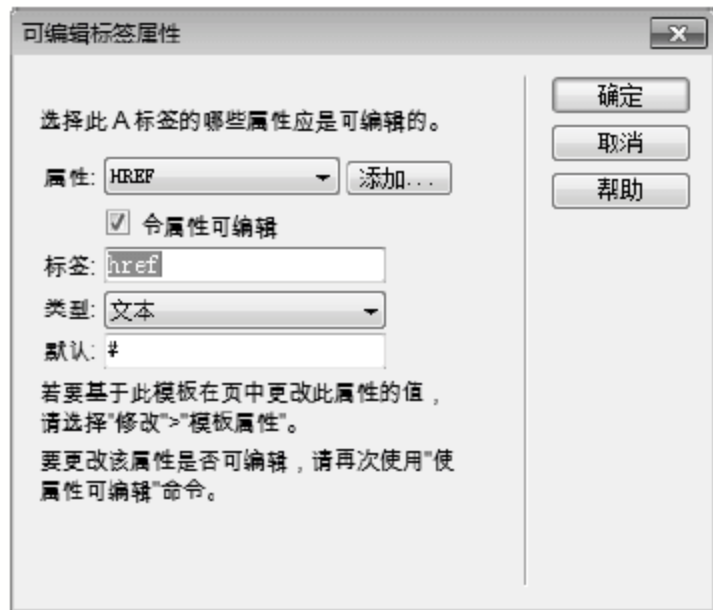 可编辑标签属性
选择此 A 标签的哪些属性应是可编辑的。
属性: HREF 添加...
令属性可编辑
标签: href
类型: 文本
默认: #
若要基于此模板在页中更改此属性的值，
请选择"修改">"模板属性"。
要更改该属性是否可编辑，请再次使用"使
属性可编辑"命令。
确定
取消
帮助